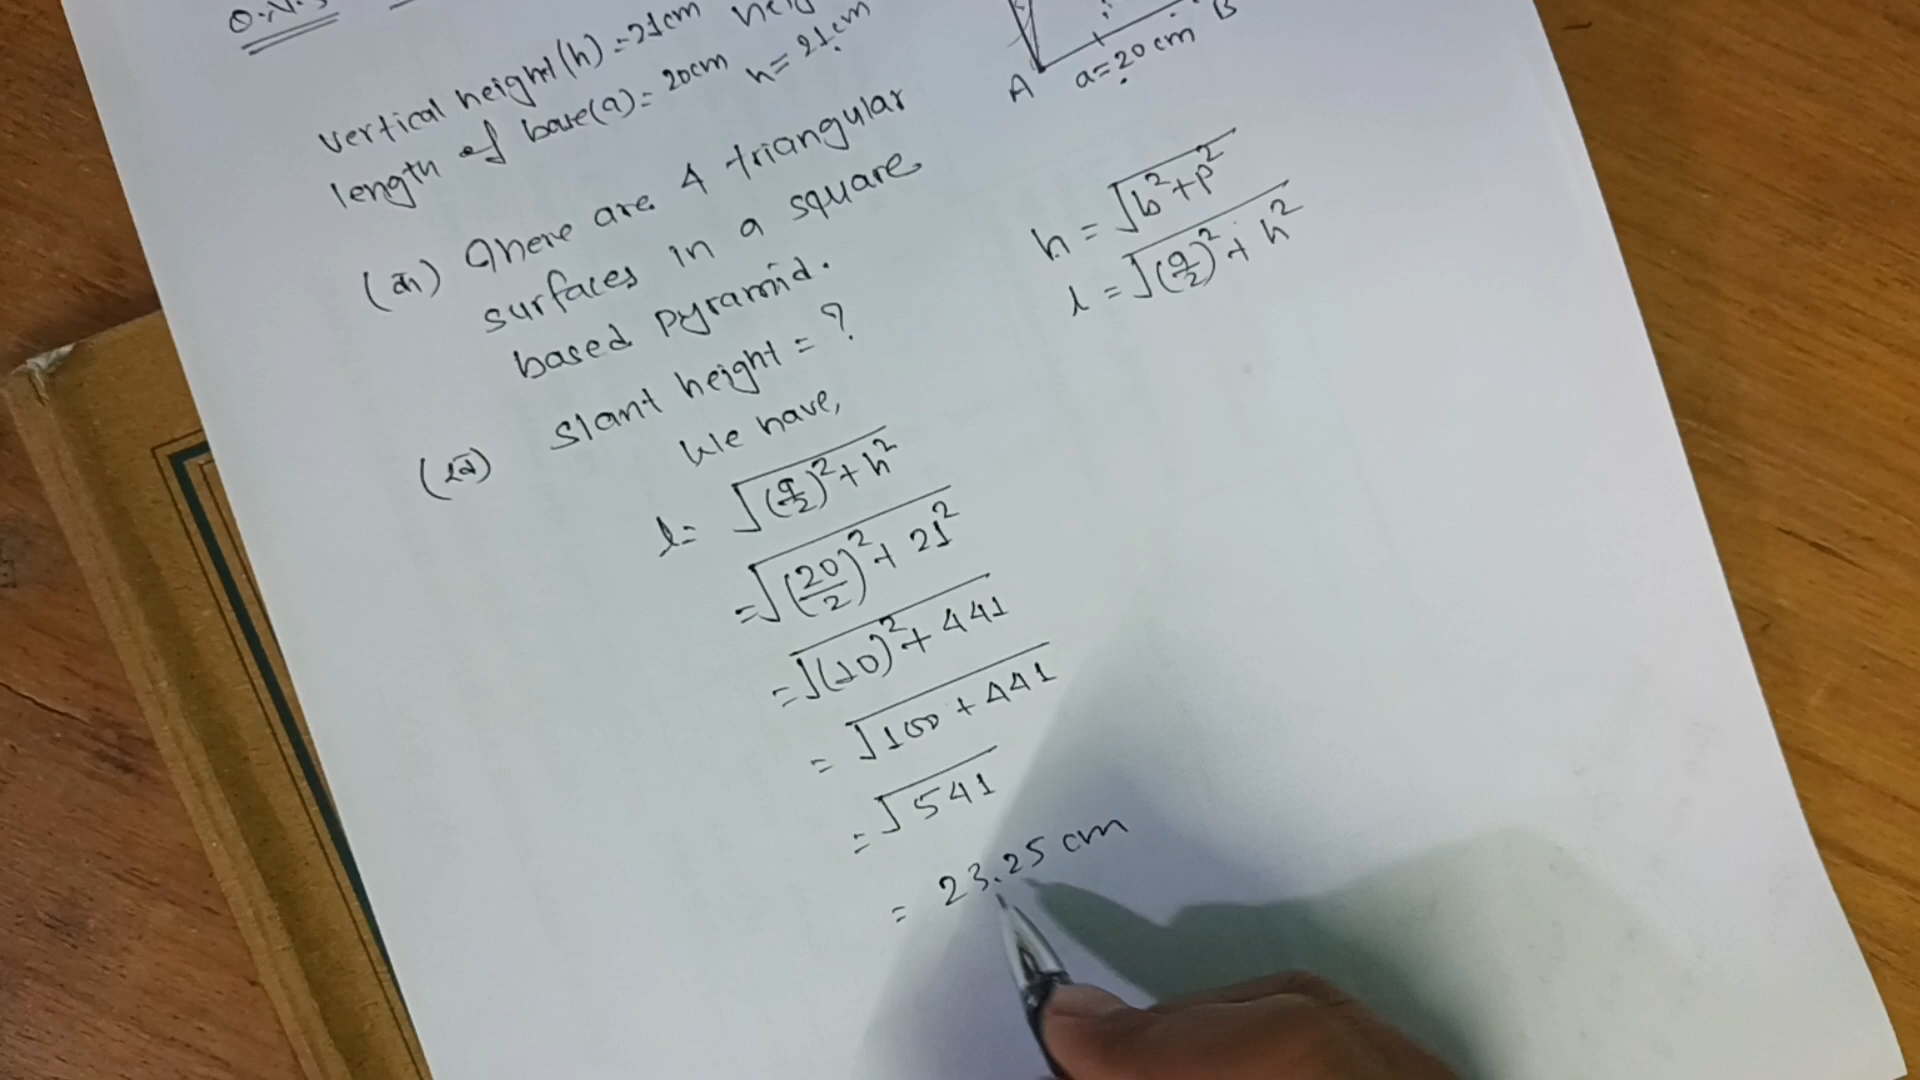 Q.N.5
vertical height (h) = 21cm
length of base (a) = 20cm h = 21cm
(क) There are 4 triangular
surfaces in a square
based pyramid.
(ख) slant height = ?
We have,
l = √(a/2)² + h²
= √(20/2)² + 21²
= √(10)² + 441
= √100 + 441
= √541
= 23.25 cm
A a = 20 cm B
h = √b² + p²
l = √(a/2)² + h²